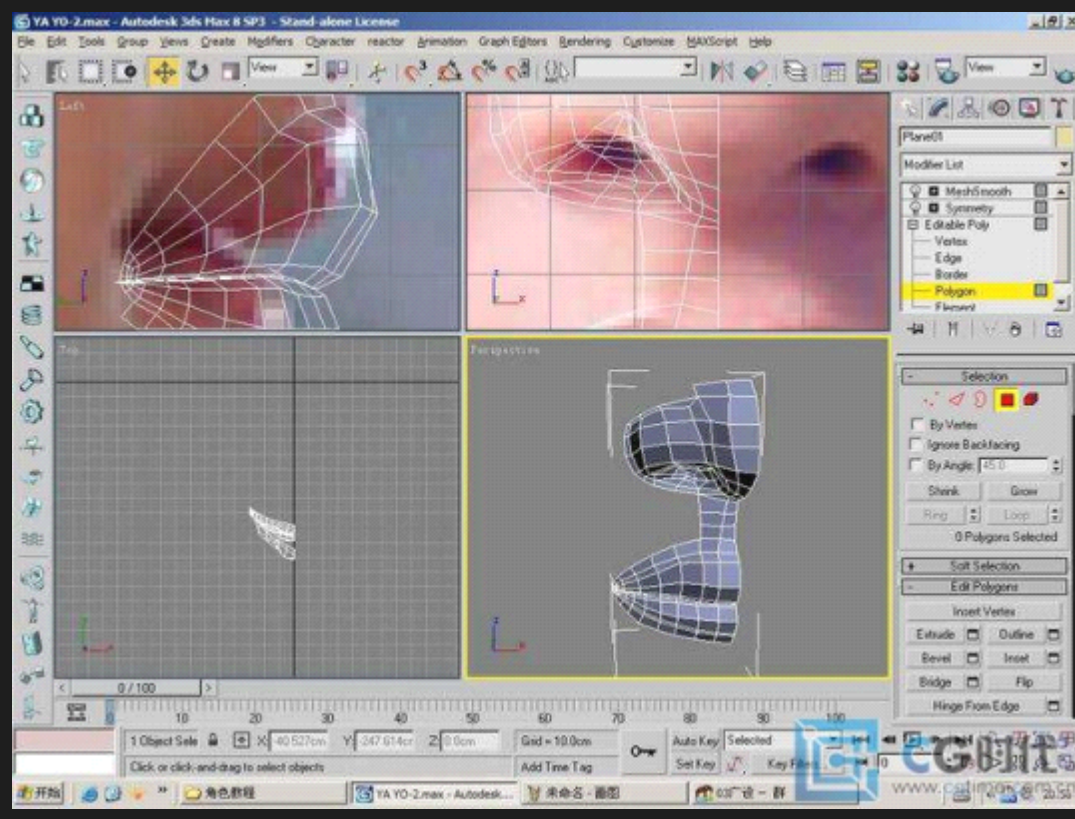 YA YO-2.max - Autodesk 3ds Max 8 SP3 - Stand-alone License
File Edit Tools Group Views Create Modifiers Character reactor Animation Graph Editors Rendering Customize MAXScript Help
View
View
Left
Plane01
Modifier List
MeshSmooth
Symmetry
Editable Poly
Vertex
Edge
Border
Polygon
Element
Top
Perspective
- Selection
By Vertex
Ignore Backfacing
By Angle: 45.0
Shrink Grow
Ring Loop
0 Polygons Selected
+ Soft Selection
- Edit Polygons
Insert Vertex
Extrude Outline
Bevel Inset
Bridge Flip
Hinge From Edge
< 0 / 100 >
0 10 20 30 40 50 60 70 80 90 100
1 Object Sele X: -40.527cm Y: -247.614cm Z: 0.0cm Grid = 10.0cm Auto Key Selected
Click or click-and-drag to select objects Add Time Tag Set Key Key Filters... 0
CG时代
开始 角色教程 YA YO-2.max - Autodesk... 未命名 - 画图